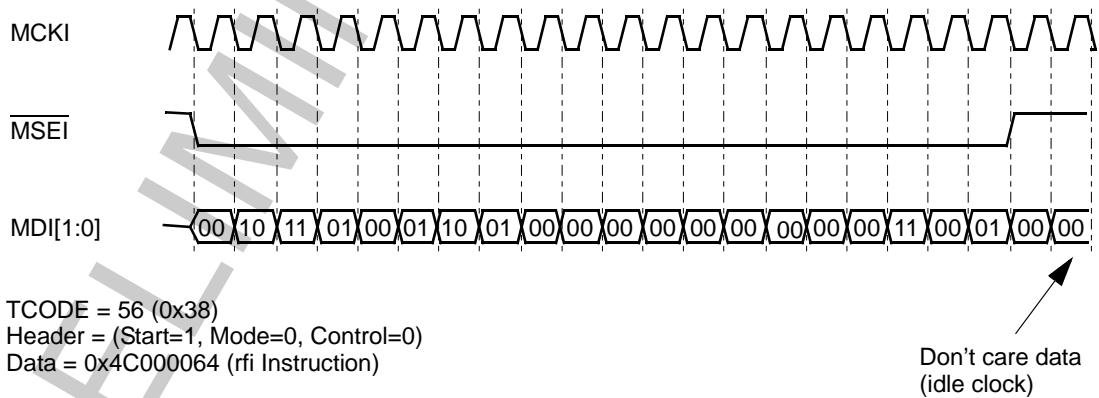 MCKI
MSEI
MDI[1:0]
00 10 11 01 00 01 10 01 00 00 00 00 00 00 00 00 00 11 00 01 00 00
TCODE = 56 (0x38)
Header = (Start=1, Mode=0, Control=0)
Data = 0x4C000064 (rfi Instruction)
Don't care data
(idle clock)
ELIMI